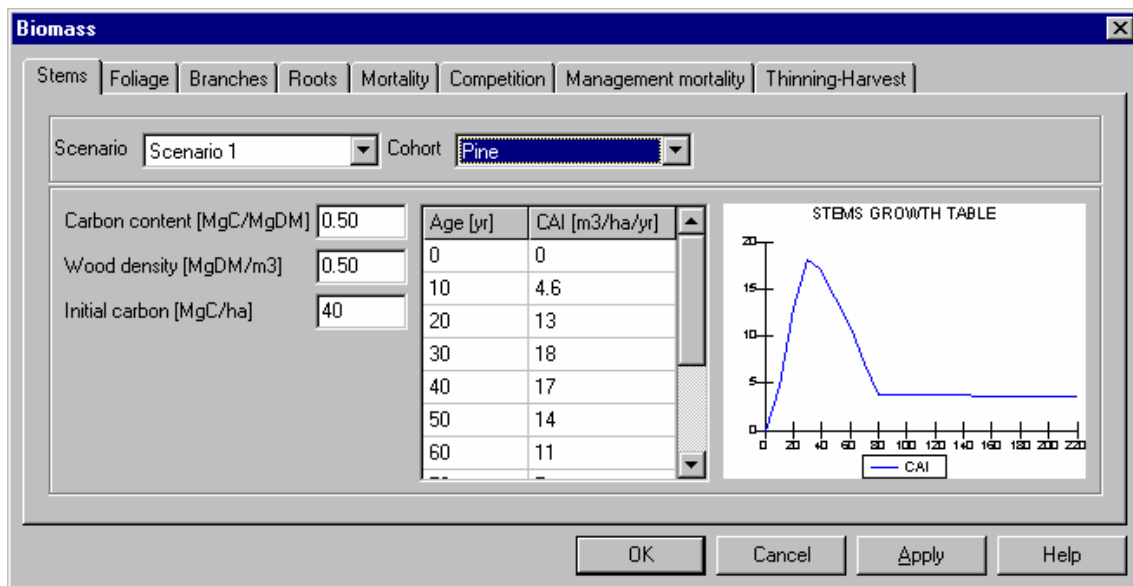 Biomass
Stems Foliage Branches Roots Mortality Competition Management mortality Thinning-Harvest
Scenario Scenario 1 Cohort Pine
Carbon content [MgC/MgDM] 0.50
Wood density [MgDM/m3] 0.50
Initial carbon [MgC/ha] 40
Age [yr] CAI [m3/ha/yr]
0 0
10 4.6
20 13
30 18
40 17
50 14
60 11
STEMS GROWTH TABLE
20
15
10
5
0
0 20 40 60 80 100 120 140 160 180 200 220
CAI
OK Cancel Apply Help